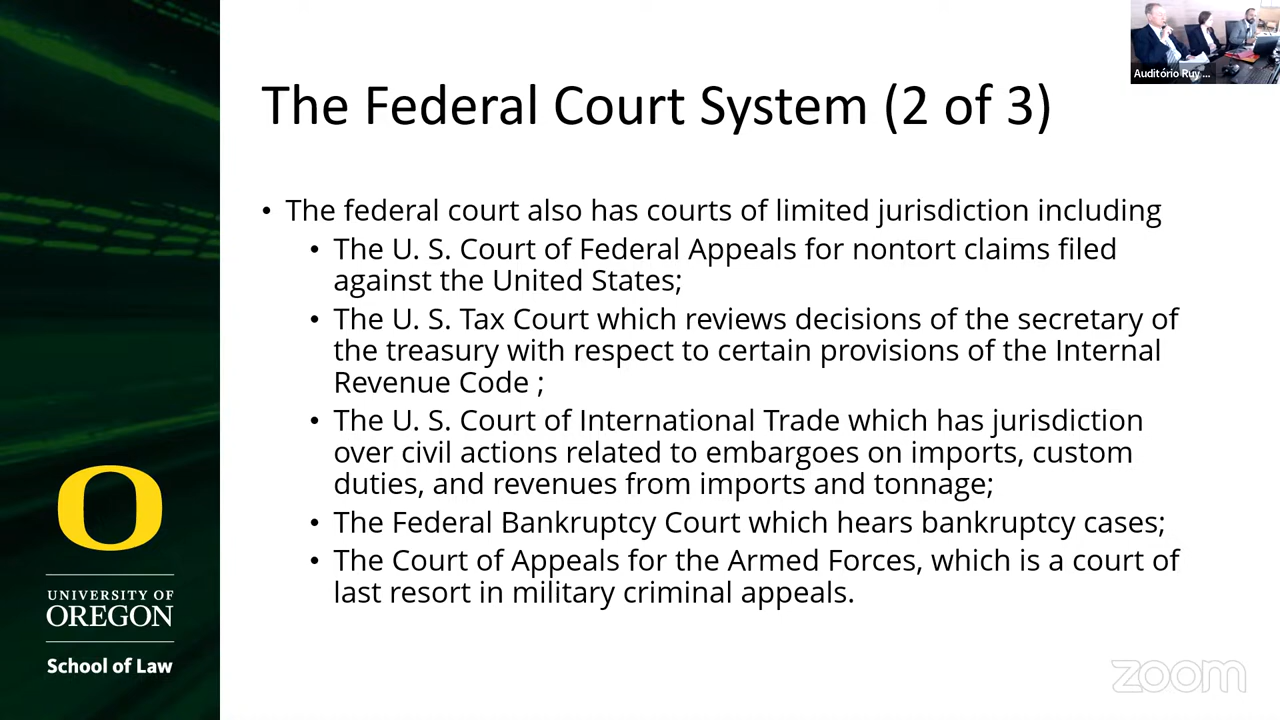 Auditório Ruy ...
The Federal Court System (2 of 3)
• The federal court also has courts of limited jurisdiction including
• The U. S. Court of Federal Appeals for nontort claims filed
against the United States;
• The U. S. Tax Court which reviews decisions of the secretary of
the treasury with respect to certain provisions of the Internal
Revenue Code ;
• The U. S. Court of International Trade which has jurisdiction
over civil actions related to embargoes on imports, custom
duties, and revenues from imports and tonnage;
• The Federal Bankruptcy Court which hears bankruptcy cases;
• The Court of Appeals for the Armed Forces, which is a court of
last resort in military criminal appeals.
O
UNIVERSITY OF
OREGON
School of Law
zoom